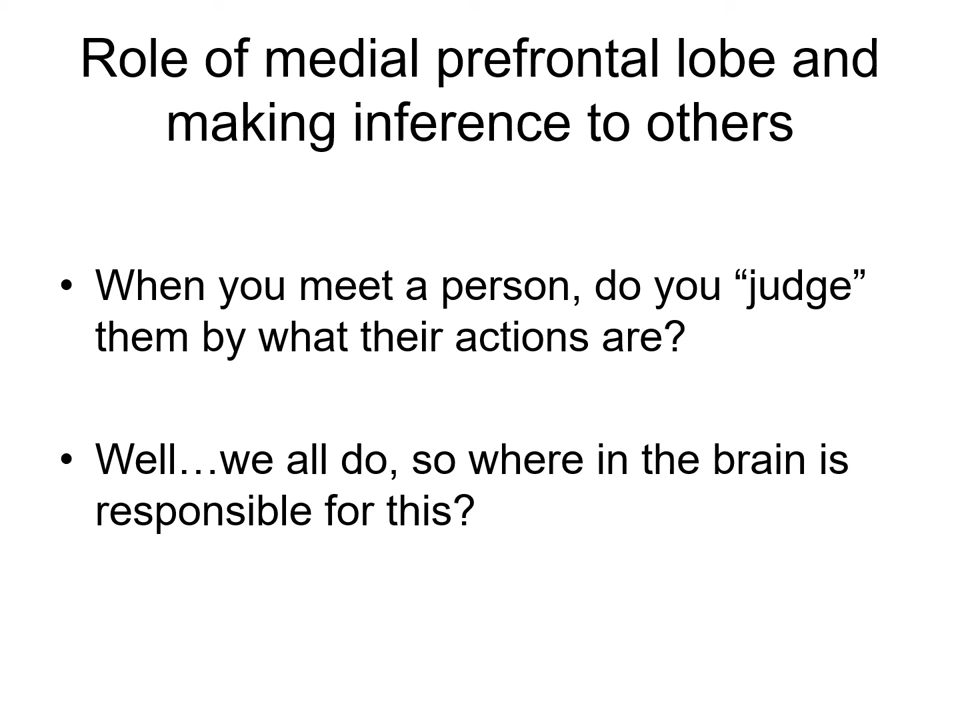 Role of medial prefrontal lobe and
making inference to others
• When you meet a person, do you “judge”
them by what their actions are?
• Well…we all do, so where in the brain is
responsible for this?